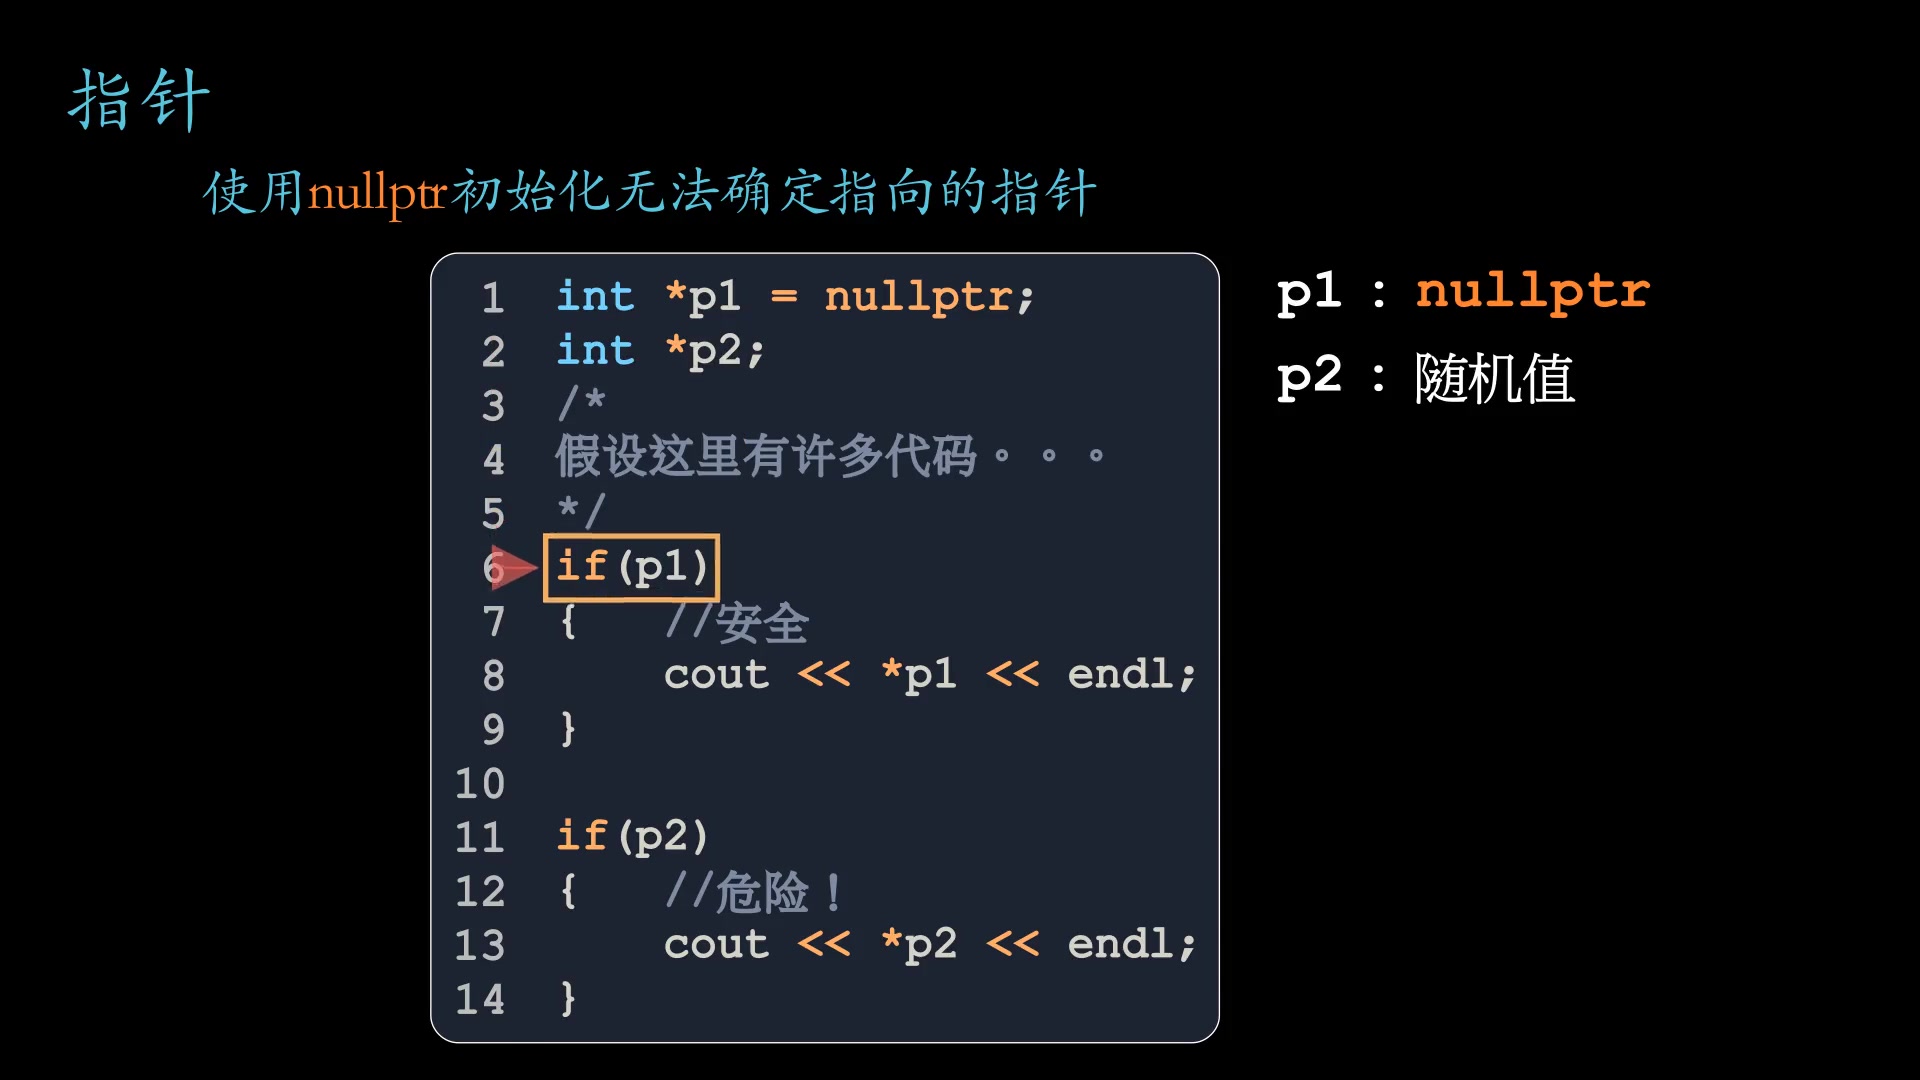 指针
使用nullptr初始化无法确定指向的指针
1 int *p1 = nullptr;
2 int *p2;
3 /*
4 假设这里有许多代码。。。
5 */
6 if(p1)
7 { //安全
8 cout << *p1 << endl;
9 }
10
11 if(p2)
12 { //危险！
13 cout << *p2 << endl;
14 }
p1 : nullptr
p2 : 随机值